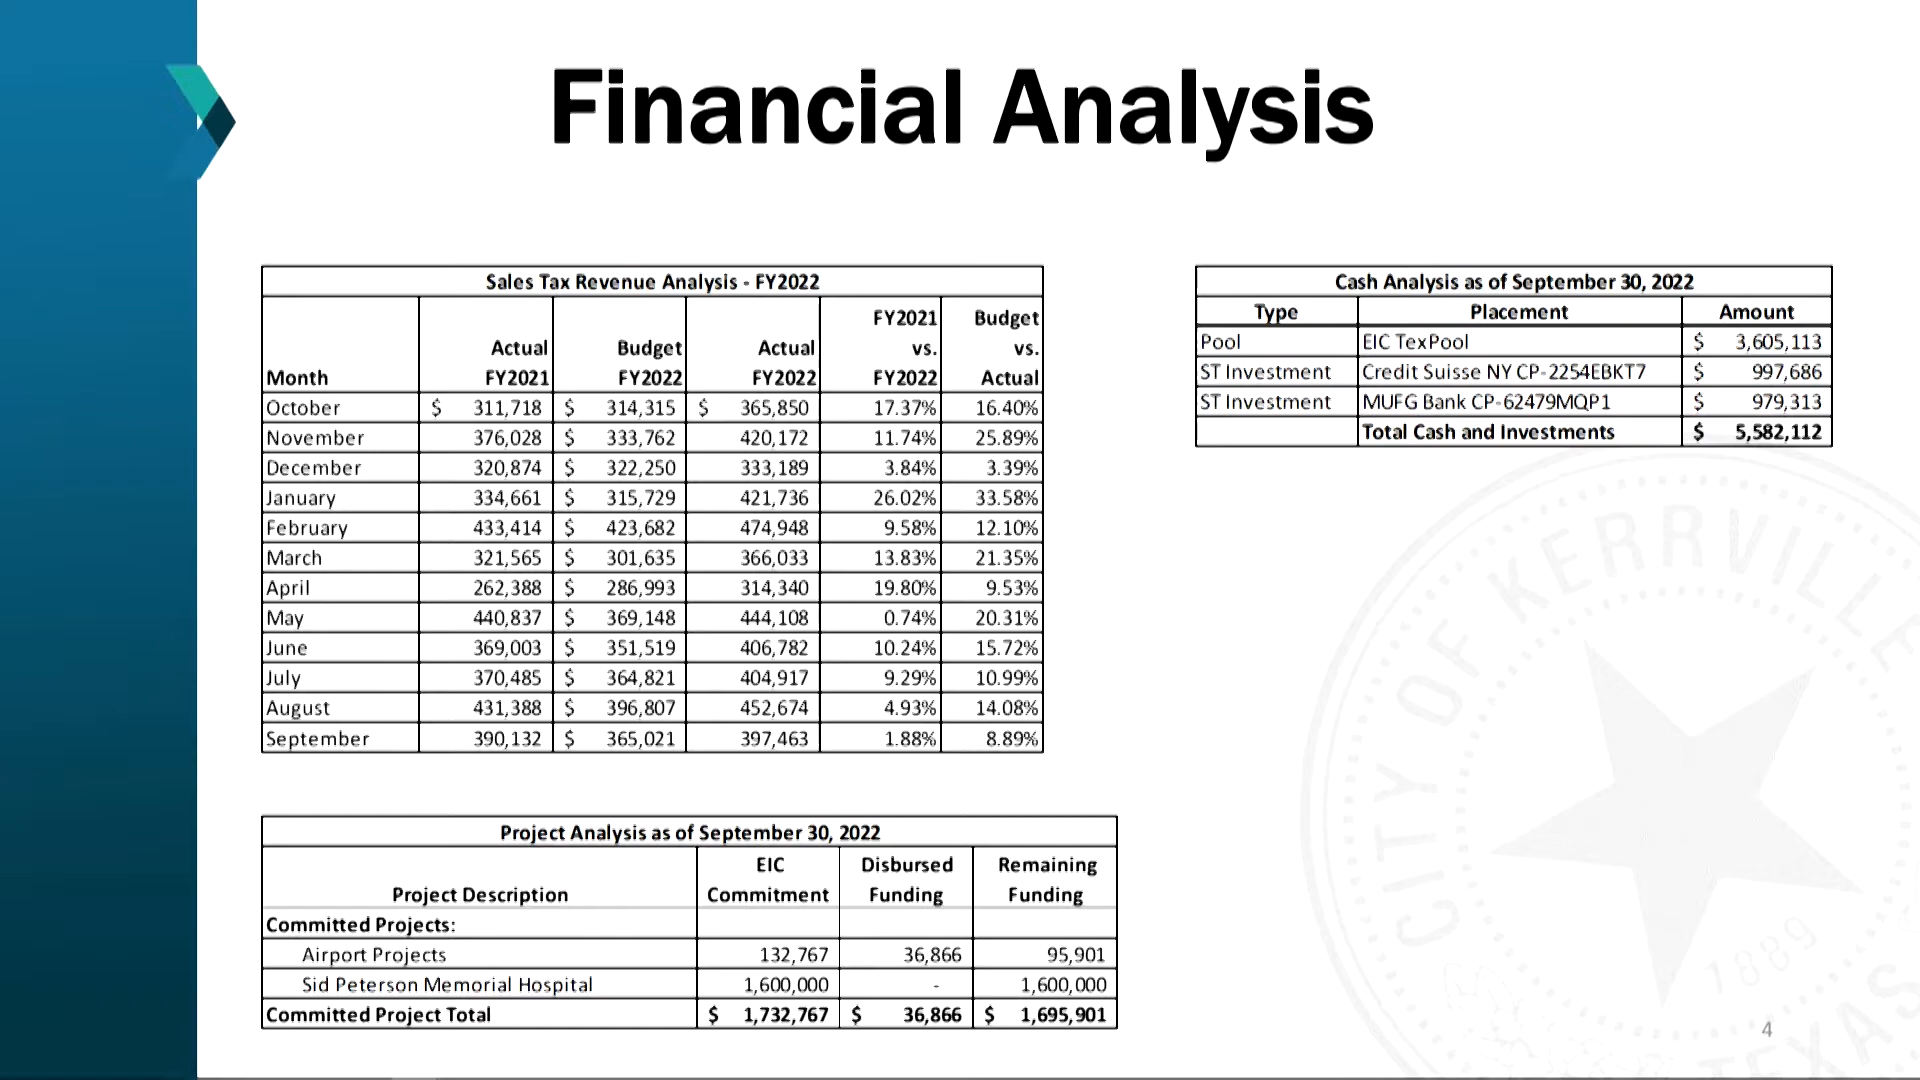 Financial Analysis
Sales Tax Revenue Analysis - FY2022
Month Actual FY2021 Budget FY2022 Actual FY2022 FY2021 vs. FY2022 Budget vs. Actual
October $ 311,718 $ 314,315 $ 365,850 17.37% 16.40%
November 376,028 $ 333,762 420,172 11.74% 25.89%
December 320,874 $ 322,250 333,189 3.84% 3.39%
January 334,661 $ 315,729 421,736 26.02% 33.58%
February 433,414 $ 423,682 474,948 9.58% 12.10%
March 321,565 $ 301,635 366,033 13.83% 21.35%
April 262,388 $ 286,993 314,340 19.80% 9.53%
May 440,837 $ 369,148 444,108 0.74% 20.31%
June 369,003 $ 351,519 406,782 10.24% 15.72%
July 370,485 $ 364,821 404,917 9.29% 10.99%
August 431,388 $ 396,807 452,674 4.93% 14.08%
September 390,132 $ 365,021 397,463 1.88% 8.89%
Cash Analysis as of September 30, 2022
Type Placement Amount
Pool EIC TexPool $ 3,605,113
ST Investment Credit Suisse NY CP-2254EBKT7 $ 997,686
ST Investment MUFG Bank CP-62479MQP1 $ 979,313
Total Cash and Investments $ 5,582,112
Project Analysis as of September 30, 2022
Project Description EIC Commitment Disbursed Funding Remaining Funding
Committed Projects:
Airport Projects 132,767 36,866 95,901
Sid Peterson Memorial Hospital 1,600,000 - 1,600,000
Committed Project Total $ 1,732,767 $ 36,866 $ 1,695,901
CITY OF KERRVILLE
1889
TEXAS
4